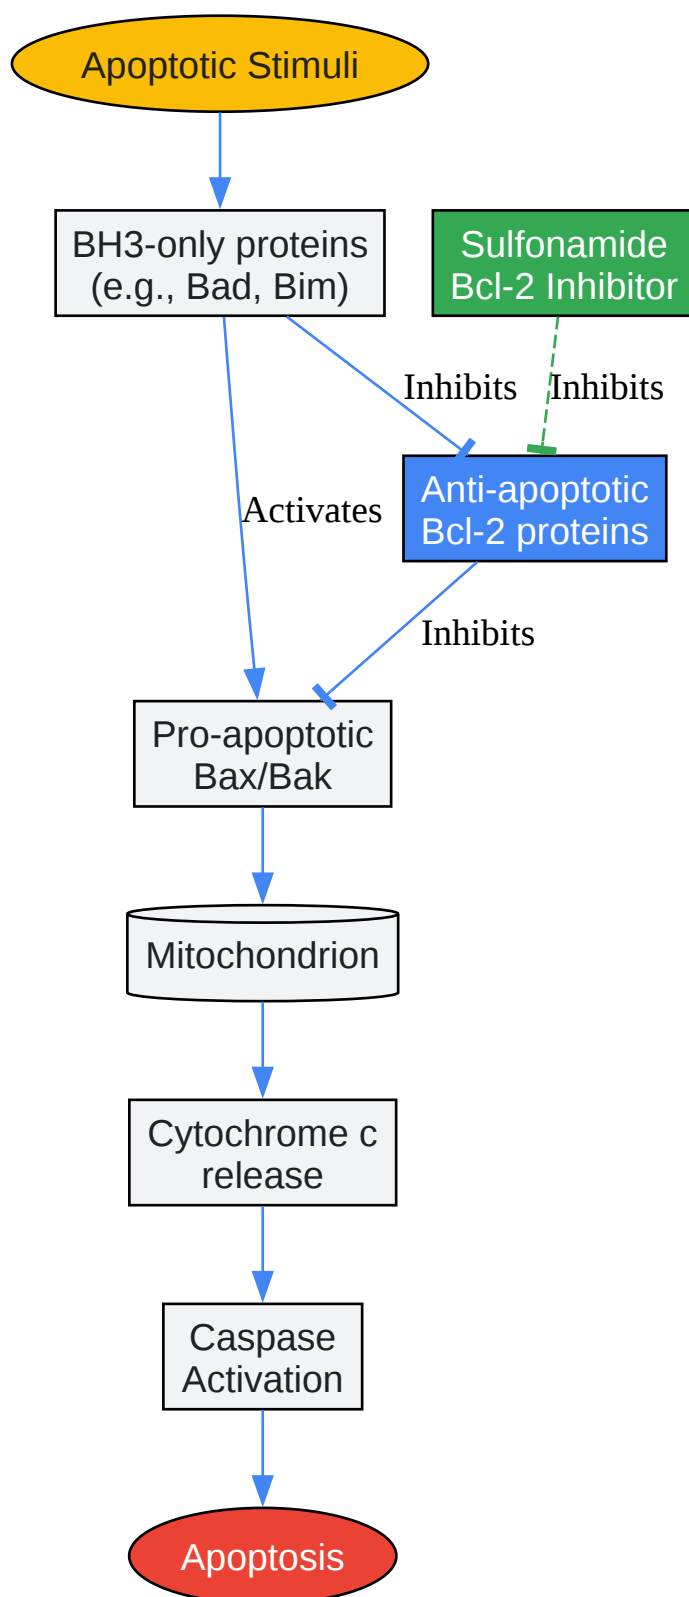 Apoptotic Stimuli
BH3-only proteins
(e.g., Bad, Bim)
Sulfonamide
Bcl-2 Inhibitor
Inhibits
Inhibits
Anti-apoptotic
Bcl-2 proteins
Activates
Inhibits
Pro-apoptotic
Bax/Bak
Mitochondrion
Cytochrome c
release
Caspase
Activation
Apoptosis